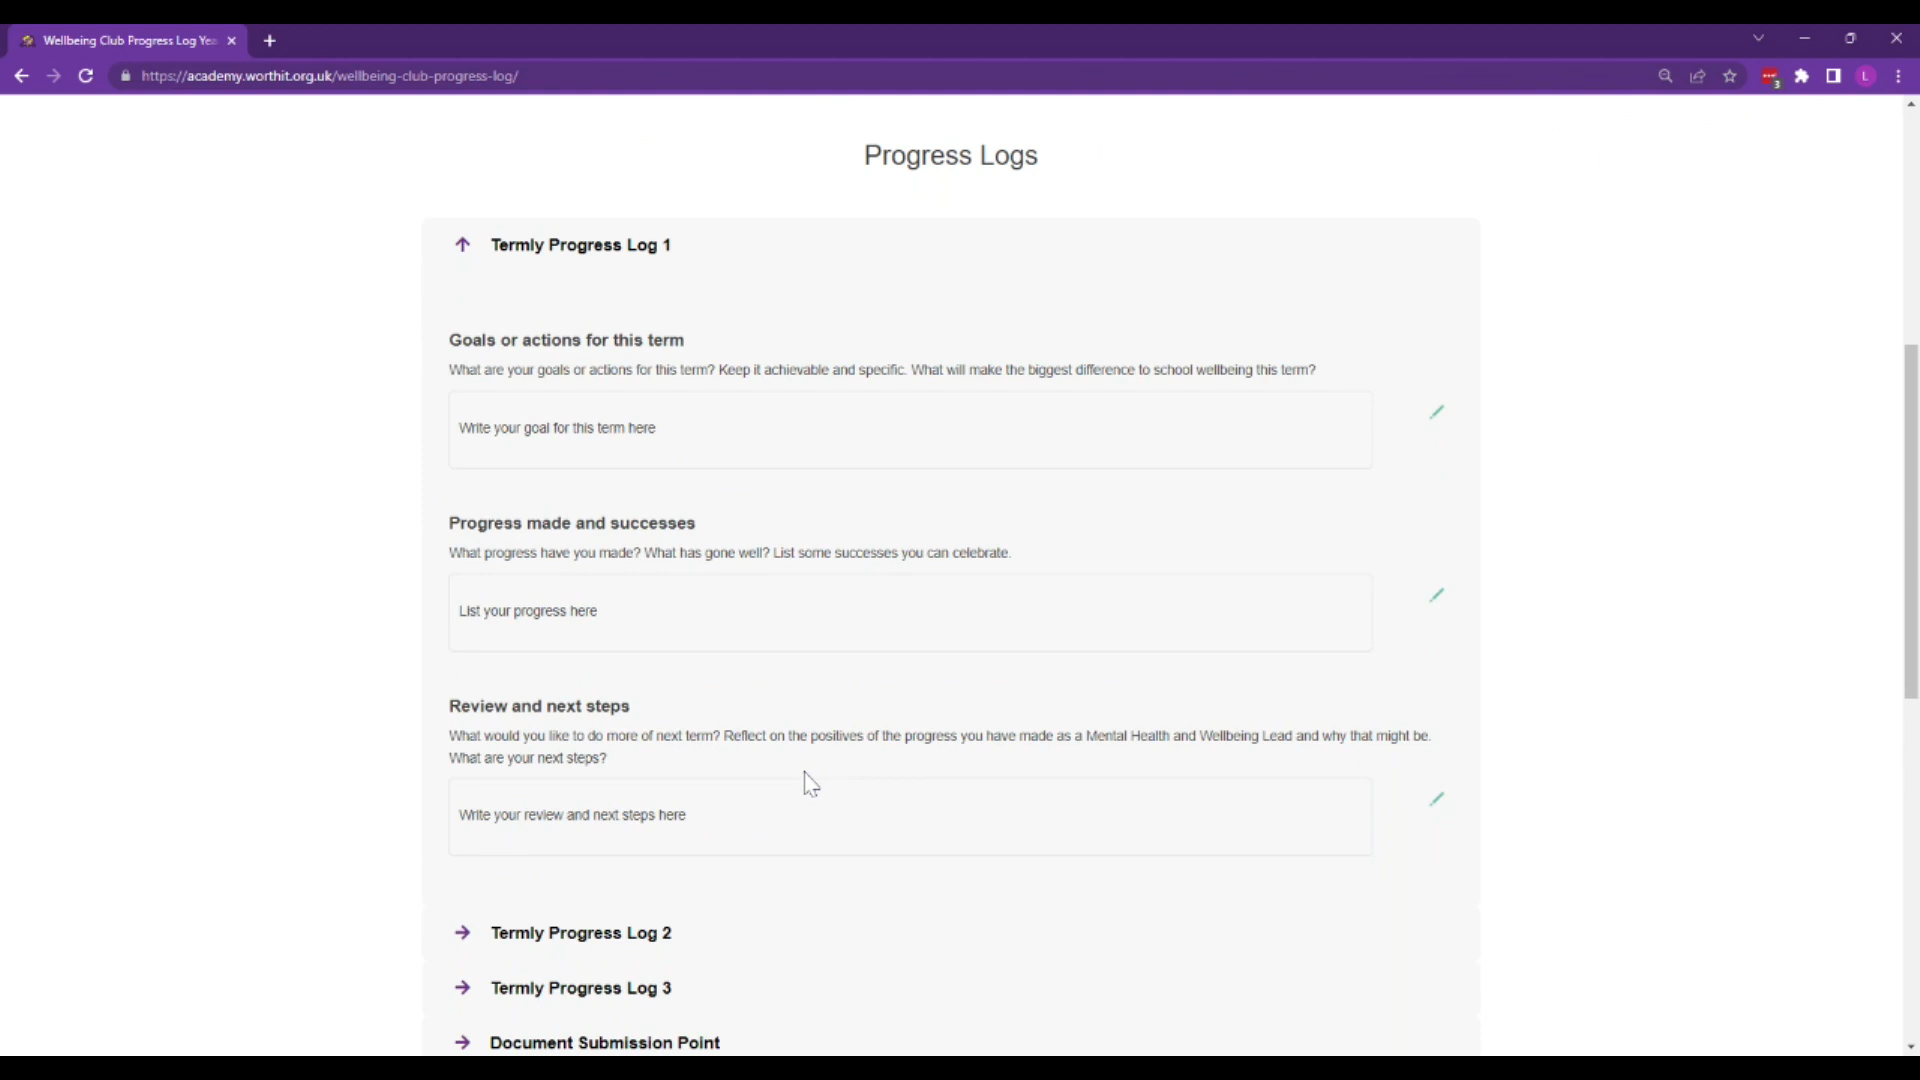 Wellbeing Club Progress Log Yea
https://academy.worthit.org.uk/wellbeing-club-progress-log/
3
L
Progress Logs
Termly Progress Log 1
Goals or actions for this term
What are your goals or actions for this term? Keep it achievable and specific. What will make the biggest difference to school wellbeing this term?
Write your goal for this term here
Progress made and successes
What progress have you made? What has gone well? List some successes you can celebrate.
List your progress here
Review and next steps
What would you like to do more of next term? Reflect on the positives of the progress you have made as a Mental Health and Wellbeing Lead and why that might be.
What are your next steps?
Write your review and next steps here
Termly Progress Log 2
Termly Progress Log 3
Document Submission Point